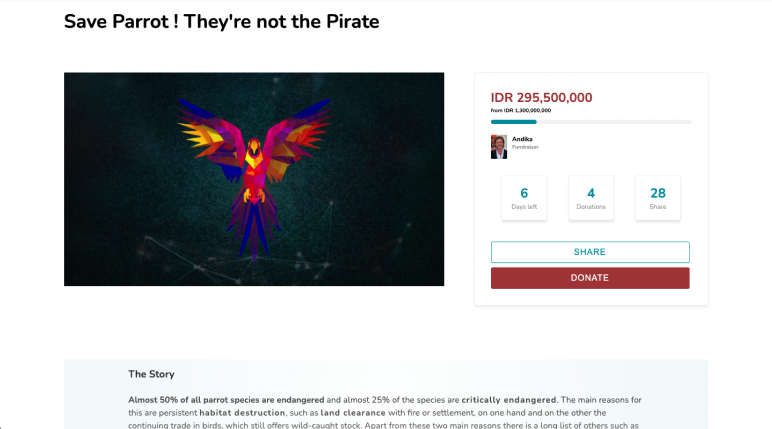 Save Parrot ! They're not the Pirate
IDR 295,500,000
from IDR 1,300,000,000
Andika
Fundraiser
6
Days left
4
Donations
28
Share
SHARE
DONATE
The Story
Almost 50% of all parrot species are endangered and almost 25% of the species are critically endangered. The main reasons for
this are persistent habitat destruction, such as land clearance with fire or settlement, on one hand and on the other the
continuing trade in birds, which still offers wild-caught stock. Apart from these two main reasons there is a long list of others such as